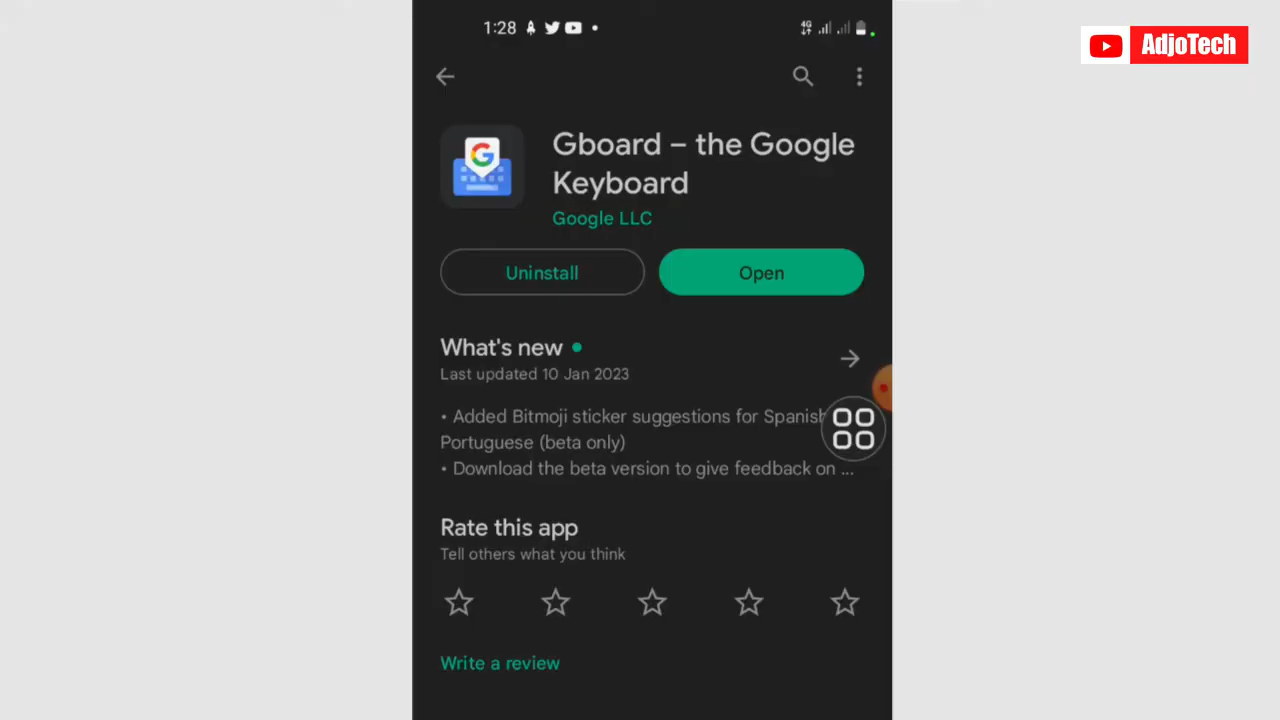 1:28
4G
AdjoTech
Gboard – the Google
Keyboard
Google LLC
Uninstall
Open
What's new
Last updated 10 Jan 2023
• Added Bitmoji sticker suggestions for Spanish
Portuguese (beta only)
• Download the beta version to give feedback on ...
Rate this app
Tell others what you think
Write a review